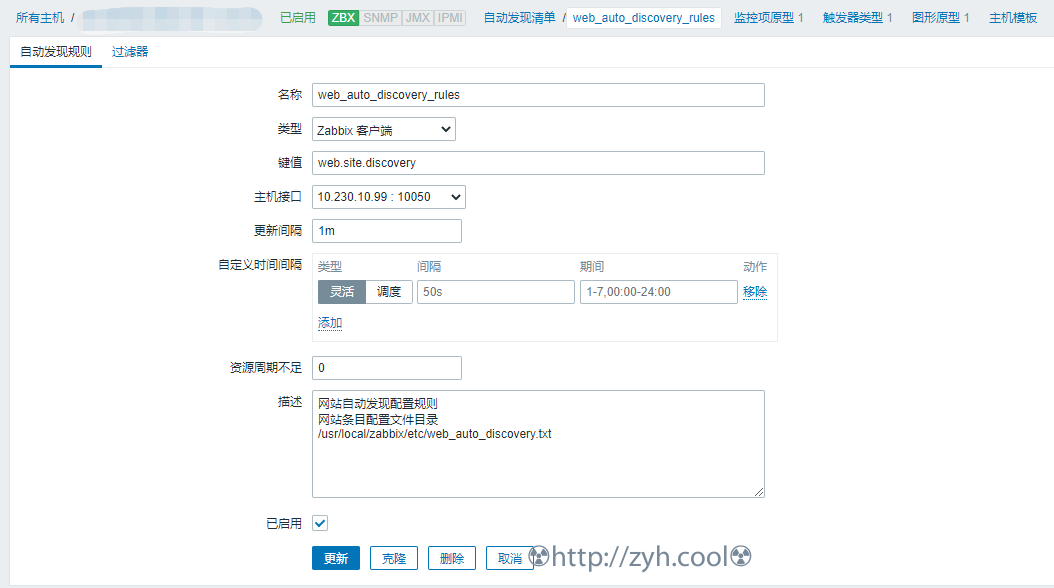 所有主机 / 已启用 ZBX SNMP JMX IPMI 自动发现清单 / web_auto_discovery_rules 监控项原型 1 触发器类型 1 图形原型 1 主机模板
自动发现规则 过滤器
名称 web_auto_discovery_rules
类型 Zabbix 客户端
键值 web.site.discovery
主机接口 10.230.10.99 : 10050
更新间隔 1m
自定义时间间隔 类型 间隔 期间 动作
灵活 调度 50s 1-7,00:00-24:00 移除
添加
资源周期不足 0
描述 网站自动发现配置规则
网站条目配置文件目录
/usr/local/zabbix/etc/web_auto_discovery.txt
已启用
更新 克隆 删除 取消 ☢http://zyh.cool☢